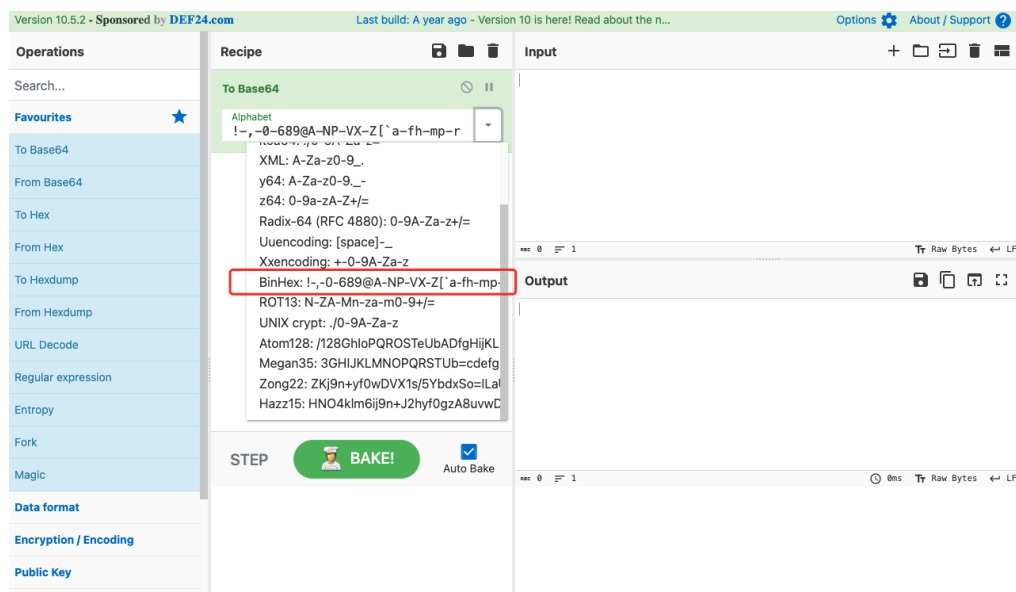 Version 10.5.2 - Sponsored by DEF24.com
Last build: A year ago - Version 10 is here! Read about the n...
Options
About / Support
Operations
Search...
Favourites
To Base64
From Base64
To Hex
From Hex
To Hexdump
From Hexdump
URL Decode
Regular expression
Entropy
Fork
Magic
Data format
Encryption / Encoding
Public Key
Recipe
To Base64
Alphabet
!-,-0-689@A-NP-VX-Z[`a-fh-mp-r
XML: A-Za-z0-9_.
y64: A-Za-z0-9._-
z64: 0-9a-zA-Z+/=
Radix-64 (RFC 4880): 0-9A-Za-z+/=
Uuencoding: [space]-_
Xxencoding: +-0-9A-Za-z
BinHex: !-,-0-689@A-NP-VX-Z[`a-fh-mp-
ROT13: N-ZA-Mn-za-m0-9+/=
UNIX crypt: ./0-9A-Za-z
Atom128: /128GhIoPQROSTeUbADfgHijKL
Megan35: 3GHIJKLMNOPQRSTUb=cdefg
Zong22: ZKj9n+yf0wDVX1s/5YbdxSo=ILa
Hazz15: HNO4klm6ij9n+J2hyf0gzA8uvwD
STEP
BAKE!
Auto Bake
Input
REC 0
1
Raw Bytes
LF
Output
REC 0
1
0ms
Raw Bytes
LF